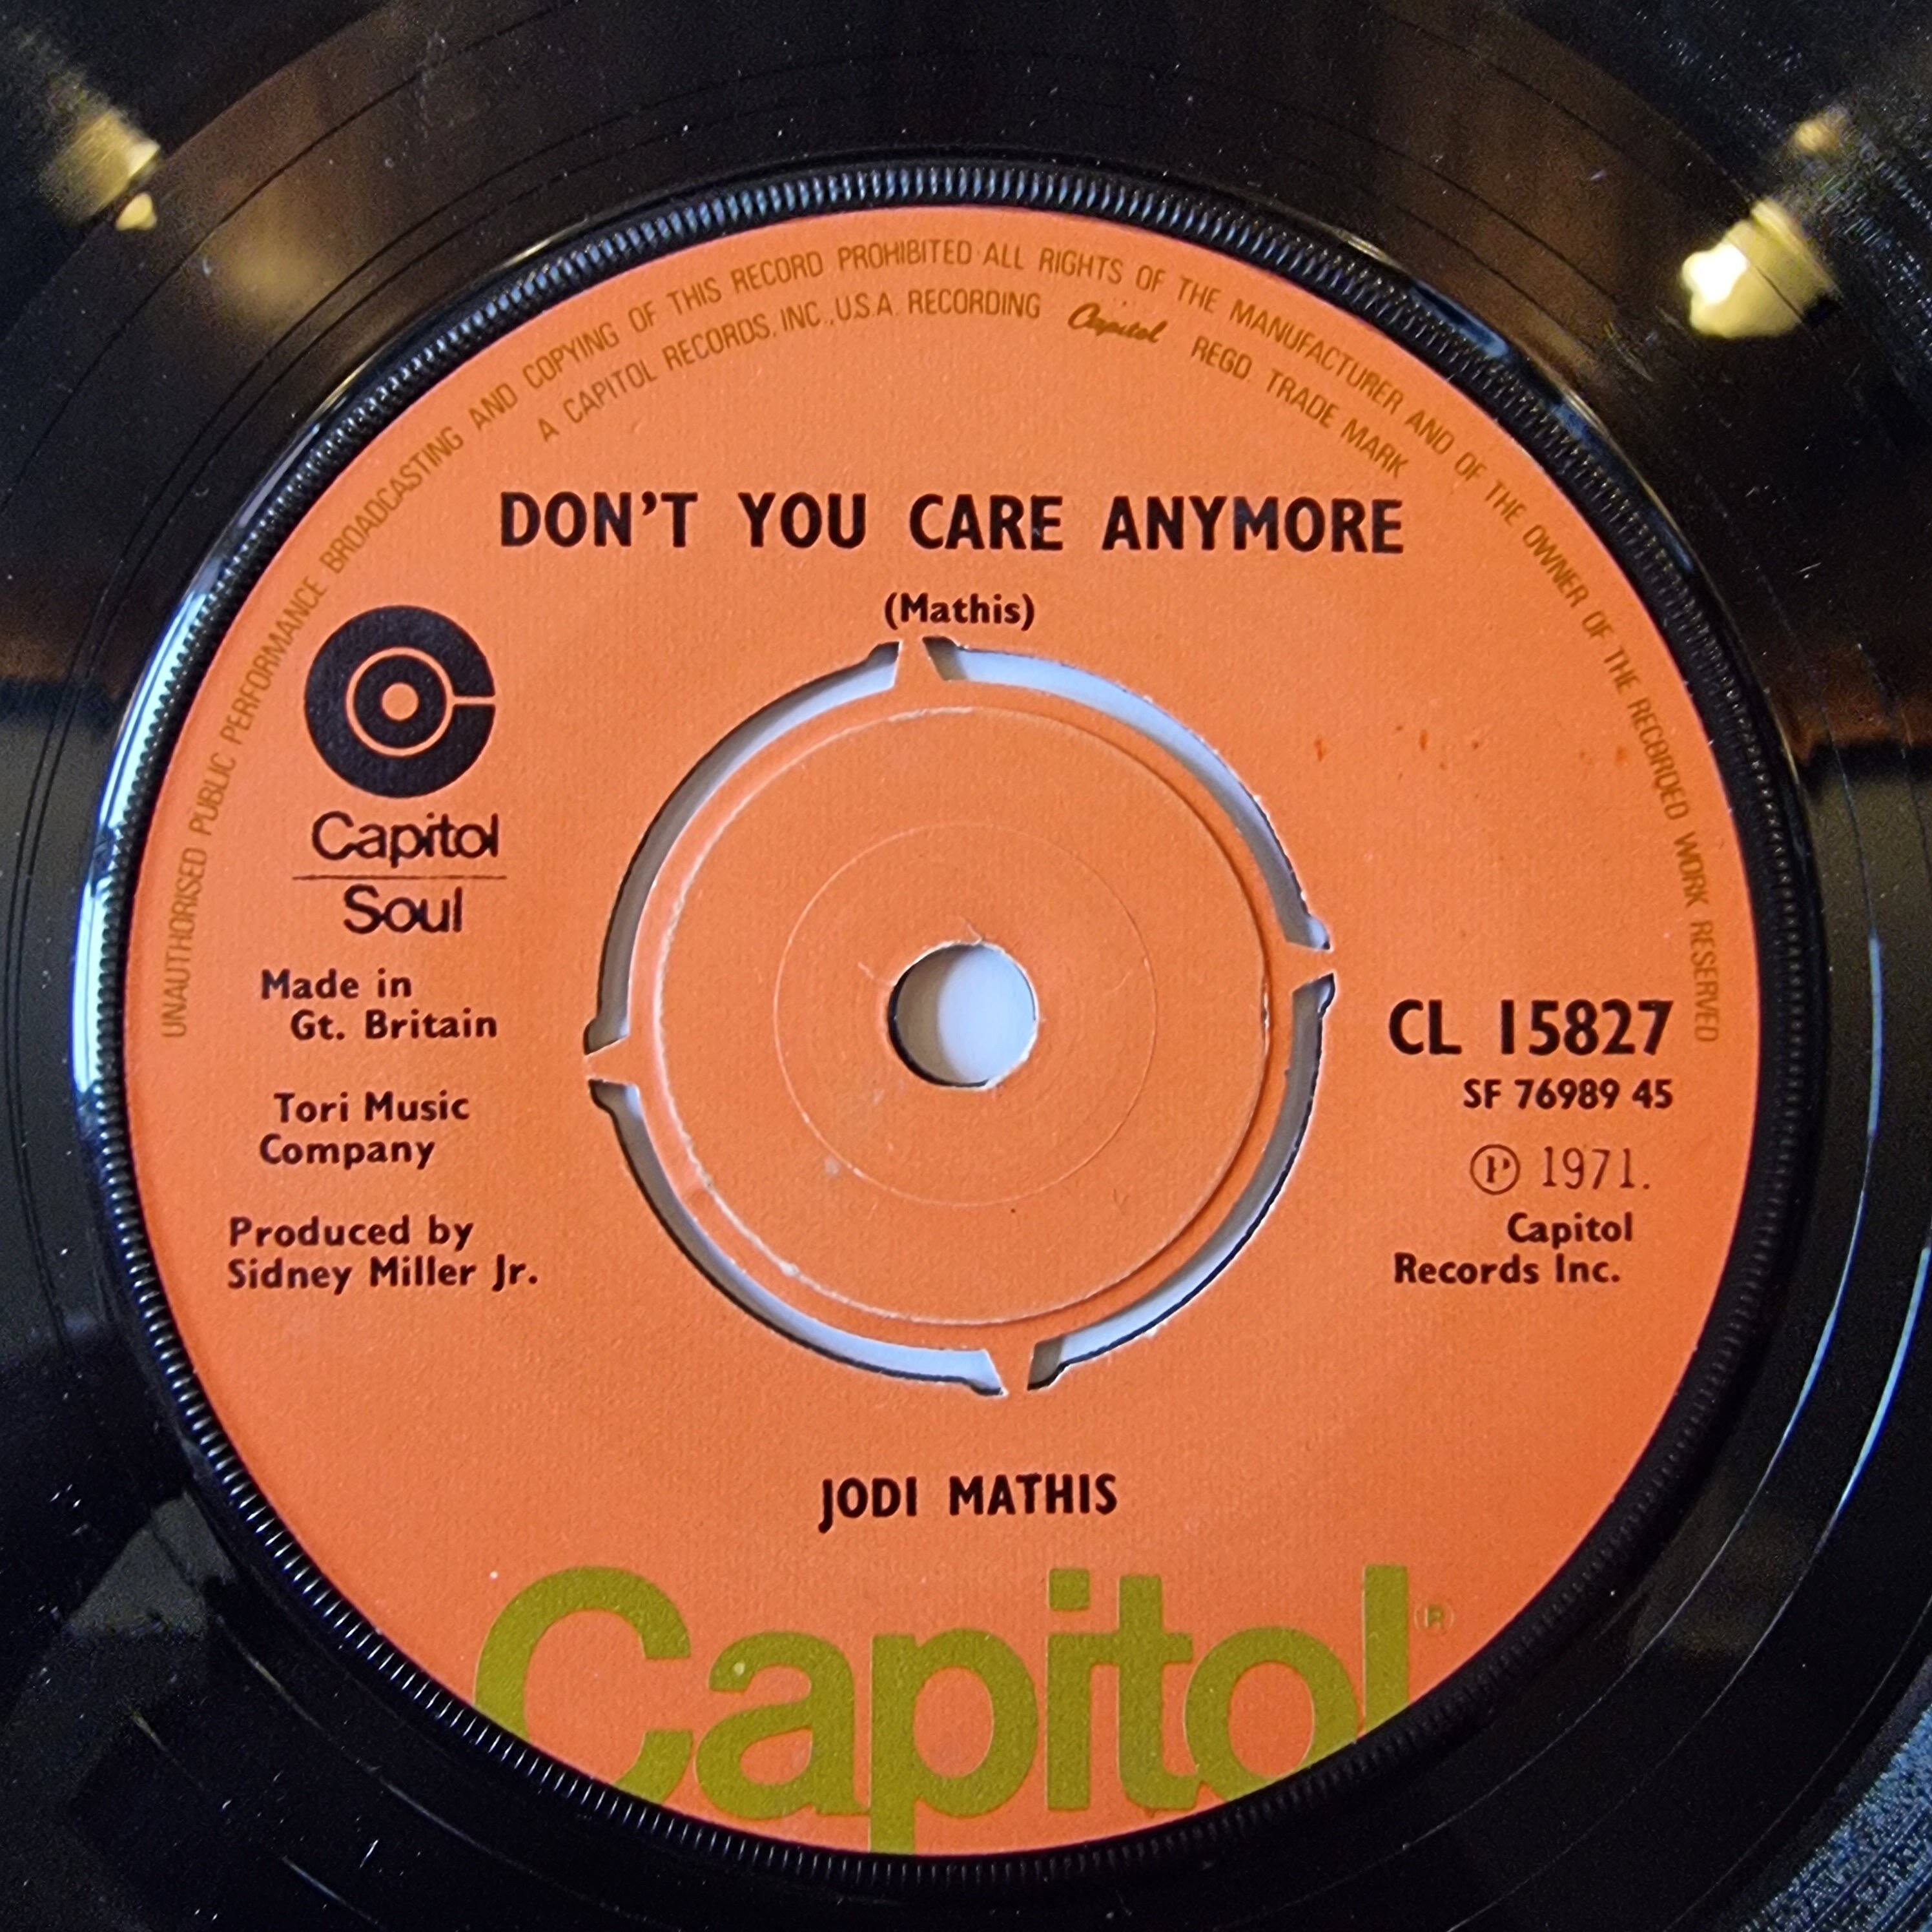 UNAUTHORISED PUBLIC PERFORMANCE BROADCASTING AND COPYING OF THIS RECORD PROHIBITED·ALL RIGHTS OF THE MANUFACTURER AND OF THE OWNER OF THE RECORDED WORK RESERVED
A CAPITOL RECORDS, INC., U.S.A. RECORDING Capitol REGD. TRADE MARK
DON'T YOU CARE ANYMORE
(Mathis)
Capitol
Soul
Made in
Gt. Britain
Tori Music
Company
Produced by
Sidney Miller Jr.
CL 15827
SF 76989 45
Ⓟ 1971.
Capitol
Records Inc.
JODI MATHIS
Capitol®